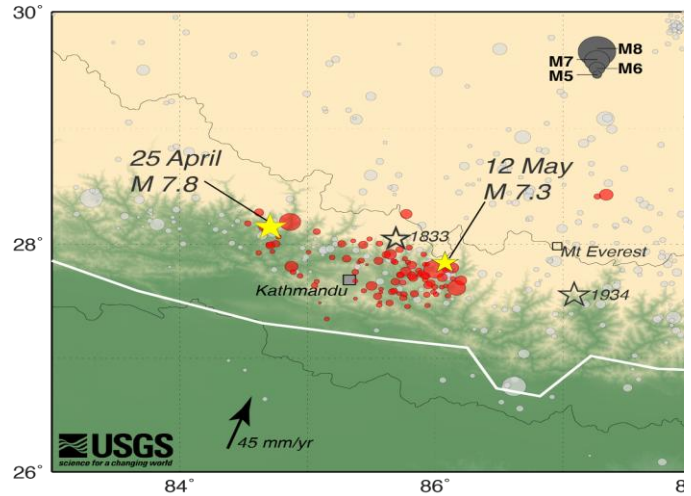 30°
M8
M7
M6
M5
25 April
M 7.8
12 May
M 7.3
1833
28°
Mt Everest
Kathmandu
1934
45 mm/yr
USGS
science for a changing world
26°
84°
86°
8